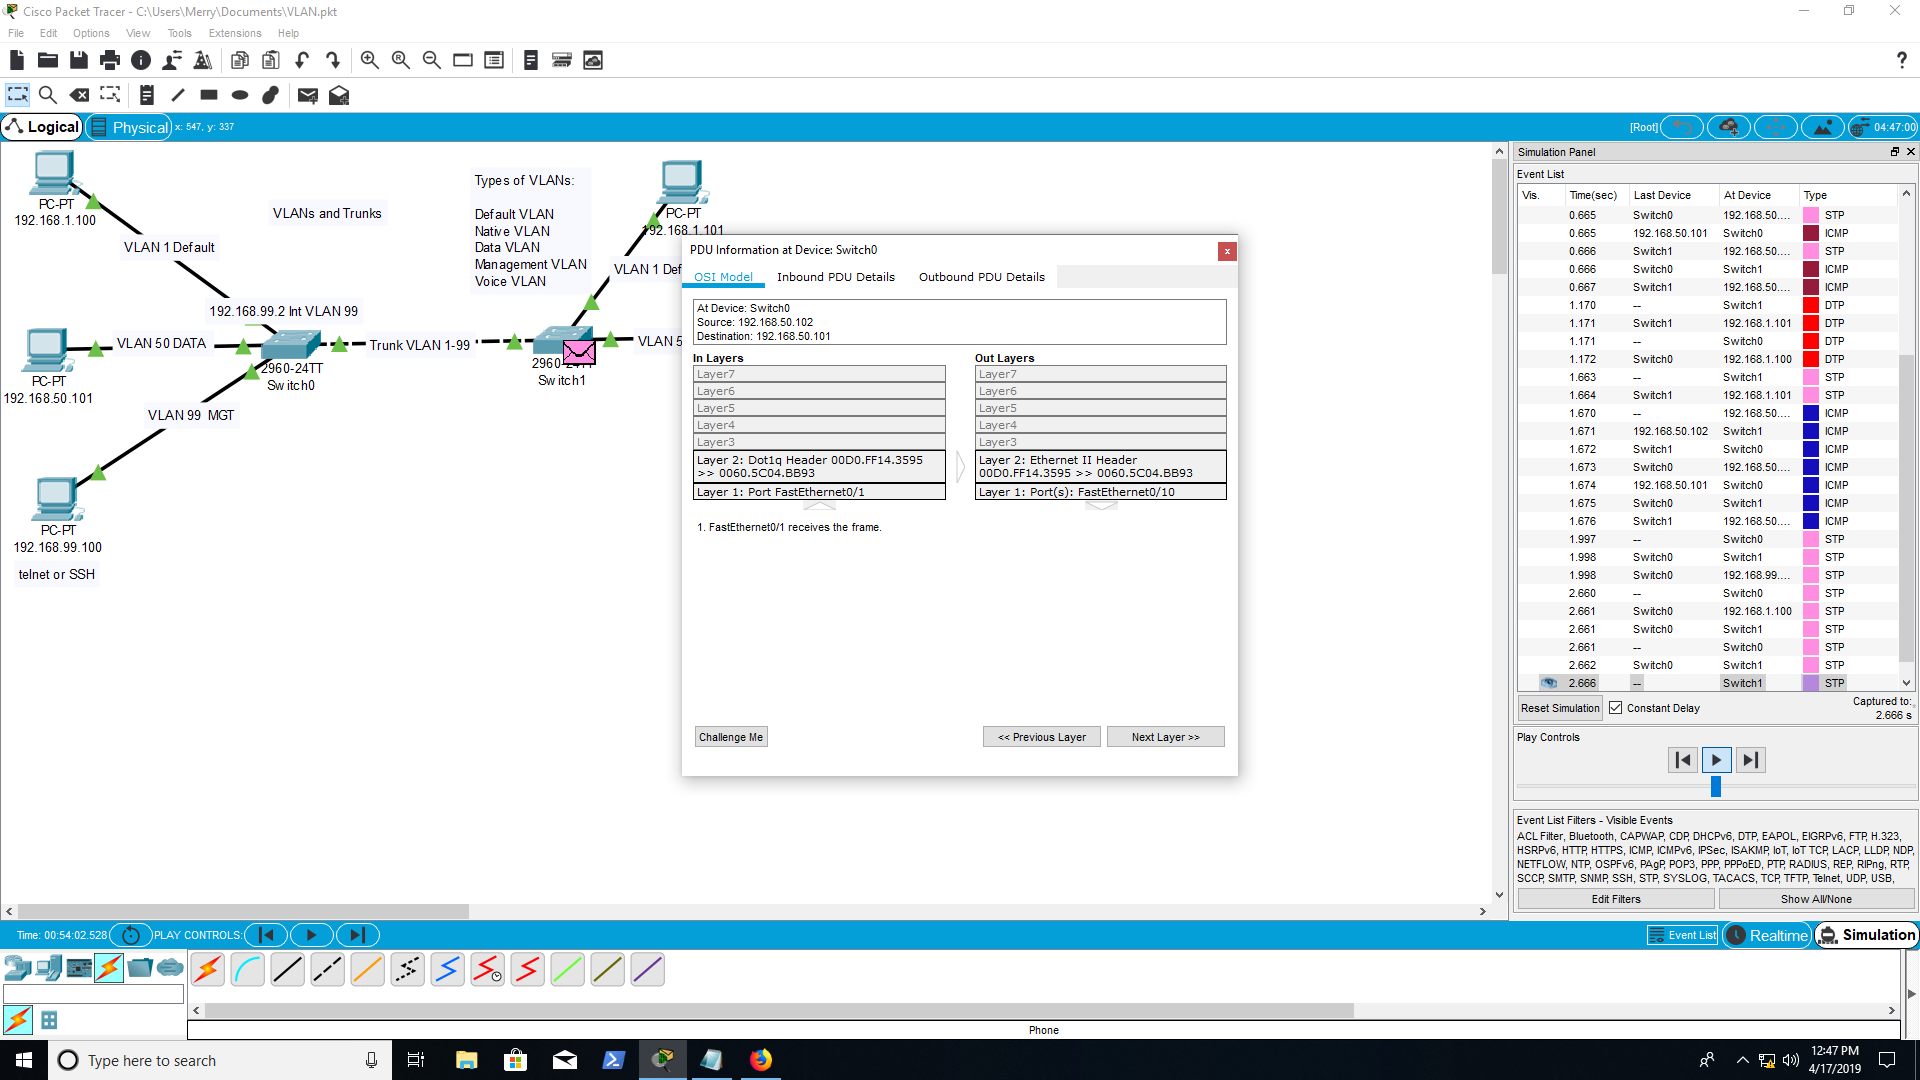 Cisco Packet Tracer - C:\Users\Merry\Documents\VLAN.pkt
File Edit Options View Tools Extensions Help
Logical
Physical
x: 547, y: 337
[Root]
04:47:00
PC-PT
192.168.1.100
VLAN 1 Default
VLANs and Trunks
Types of VLANs:
Default VLAN
Native VLAN
Data VLAN
Management VLAN
Voice VLAN
PC-PT
192.168.1.101
VLAN 1 Def
192.168.99.2 Int VLAN 99
VLAN 50 DATA
PC-PT
192.168.50.101
2960-24TT
Switch0
Trunk VLAN 1-99
2960-24TT
Switch1
VLAN 5
VLAN 99 MGT
PC-PT
192.168.99.100
telnet or SSH
PDU Information at Device: Switch0
OSI Model
Inbound PDU Details
Outbound PDU Details
At Device: Switch0
Source: 192.168.50.102
Destination: 192.168.50.101
In Layers
Layer7
Layer6
Layer5
Layer4
Layer3
Layer 2: Dot1q Header 00D0.FF14.3595
>> 0060.5C04.BB93
Layer 1: Port FastEthernet0/1
Out Layers
Layer7
Layer6
Layer5
Layer4
Layer3
Layer 2: Ethernet II Header
00D0.FF14.3595 >> 0060.5C04.BB93
Layer 1: Port(s): FastEthernet0/10
1. FastEthernet0/1 receives the frame.
Challenge Me
<< Previous Layer
Next Layer >>
Simulation Panel
Event List
Vis. Time(sec) Last Device At Device Type
0.665 Switch0 192.168.50.... STP
0.665 192.168.50.101 Switch0 ICMP
0.666 Switch1 192.168.50.... STP
0.666 Switch0 Switch1 ICMP
0.667 Switch1 192.168.50.... ICMP
1.170 -- Switch1 DTP
1.171 Switch1 192.168.1.101 DTP
1.171 -- Switch0 DTP
1.172 Switch0 192.168.1.100 DTP
1.663 -- Switch1 STP
1.664 Switch1 192.168.1.101 STP
1.670 -- 192.168.50.... ICMP
1.671 192.168.50.102 Switch1 ICMP
1.672 Switch1 Switch0 ICMP
1.673 Switch0 192.168.50.... ICMP
1.674 192.168.50.101 Switch0 ICMP
1.675 Switch0 Switch1 ICMP
1.676 Switch1 192.168.50.... ICMP
1.997 -- Switch0 STP
1.998 Switch0 Switch1 STP
1.998 Switch0 192.168.99.... STP
2.660 -- Switch0 STP
2.661 Switch0 192.168.1.100 STP
2.661 Switch0 Switch1 STP
2.661 -- Switch0 STP
2.662 Switch0 Switch1 STP
2.666 -- Switch1 STP
Reset Simulation
Constant Delay
Captured to:
2.666 s
Play Controls
Event List Filters - Visible Events
ACL Filter, Bluetooth, CAPWAP, CDP, DHCPv6, DTP, EAPOL, EIGRPv6, FTP, H.323,
HSRPv6, HTTP, HTTPS, ICMP, ICMPv6, IPSec, ISAKMP, IoT, IoT TCP, LACP, LLDP, NDP,
NETFLOW, NTP, OSPFv6, PAgP, POP3, PPP, PPPoED, PTP, RADIUS, REP, RIPng, RTP,
SCCP, SMTP, SNMP, SSH, STP, SYSLOG, TACACS, TCP, TFTP, Telnet, UDP, USB,
Edit Filters
Show All/None
Time: 00:54:02.528
PLAY CONTROLS:
Event List
Realtime
Simulation
Phone
Type here to search
12:47 PM
4/17/2019